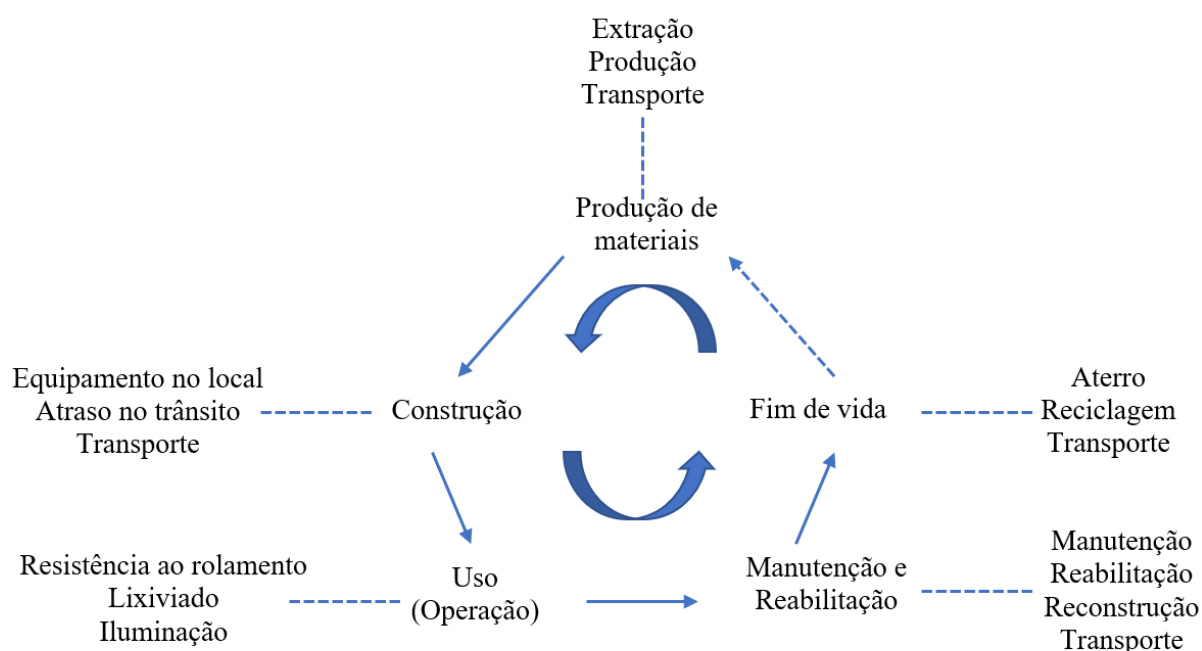 Extração
Produção
Transporte
Produção de
materiais
Equipamento no local
Atraso no trânsito
Transporte
Construção
Fim de vida
Aterro
Reciclagem
Transporte
Resistência ao rolamento
Lixiviado
Iluminação
Uso
(Operação)
Manutenção e
Reabilitação
Manutenção
Reabilitação
Reconstrução
Transporte